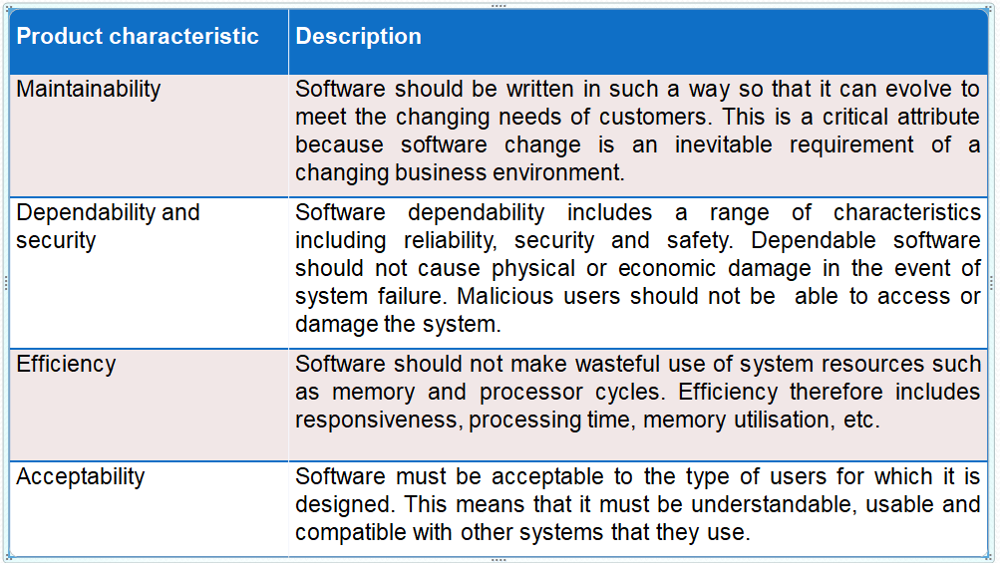 Product characteristic Description
Maintainability
Software should be written in such a way so that it can evolve to
meet the changing needs of customers. This is a critical attribute
because software change is an inevitable requirement of a
changing business environment.
Dependability and
security
Software dependability includes a range of characteristics
including reliability, security and safety. Dependable software
should not cause physical or economic damage in the event of
system failure. Malicious users should not be able to access or
damage the system.
Efficiency
Software should not make wasteful use of system resources such
as memory and processor cycles. Efficiency therefore includes
responsiveness, processing time, memory utilisation, etc.
Acceptability
Software must be acceptable to the type of users for which it is
designed. This means that it must be understandable, usable and
compatible with other systems that they use.